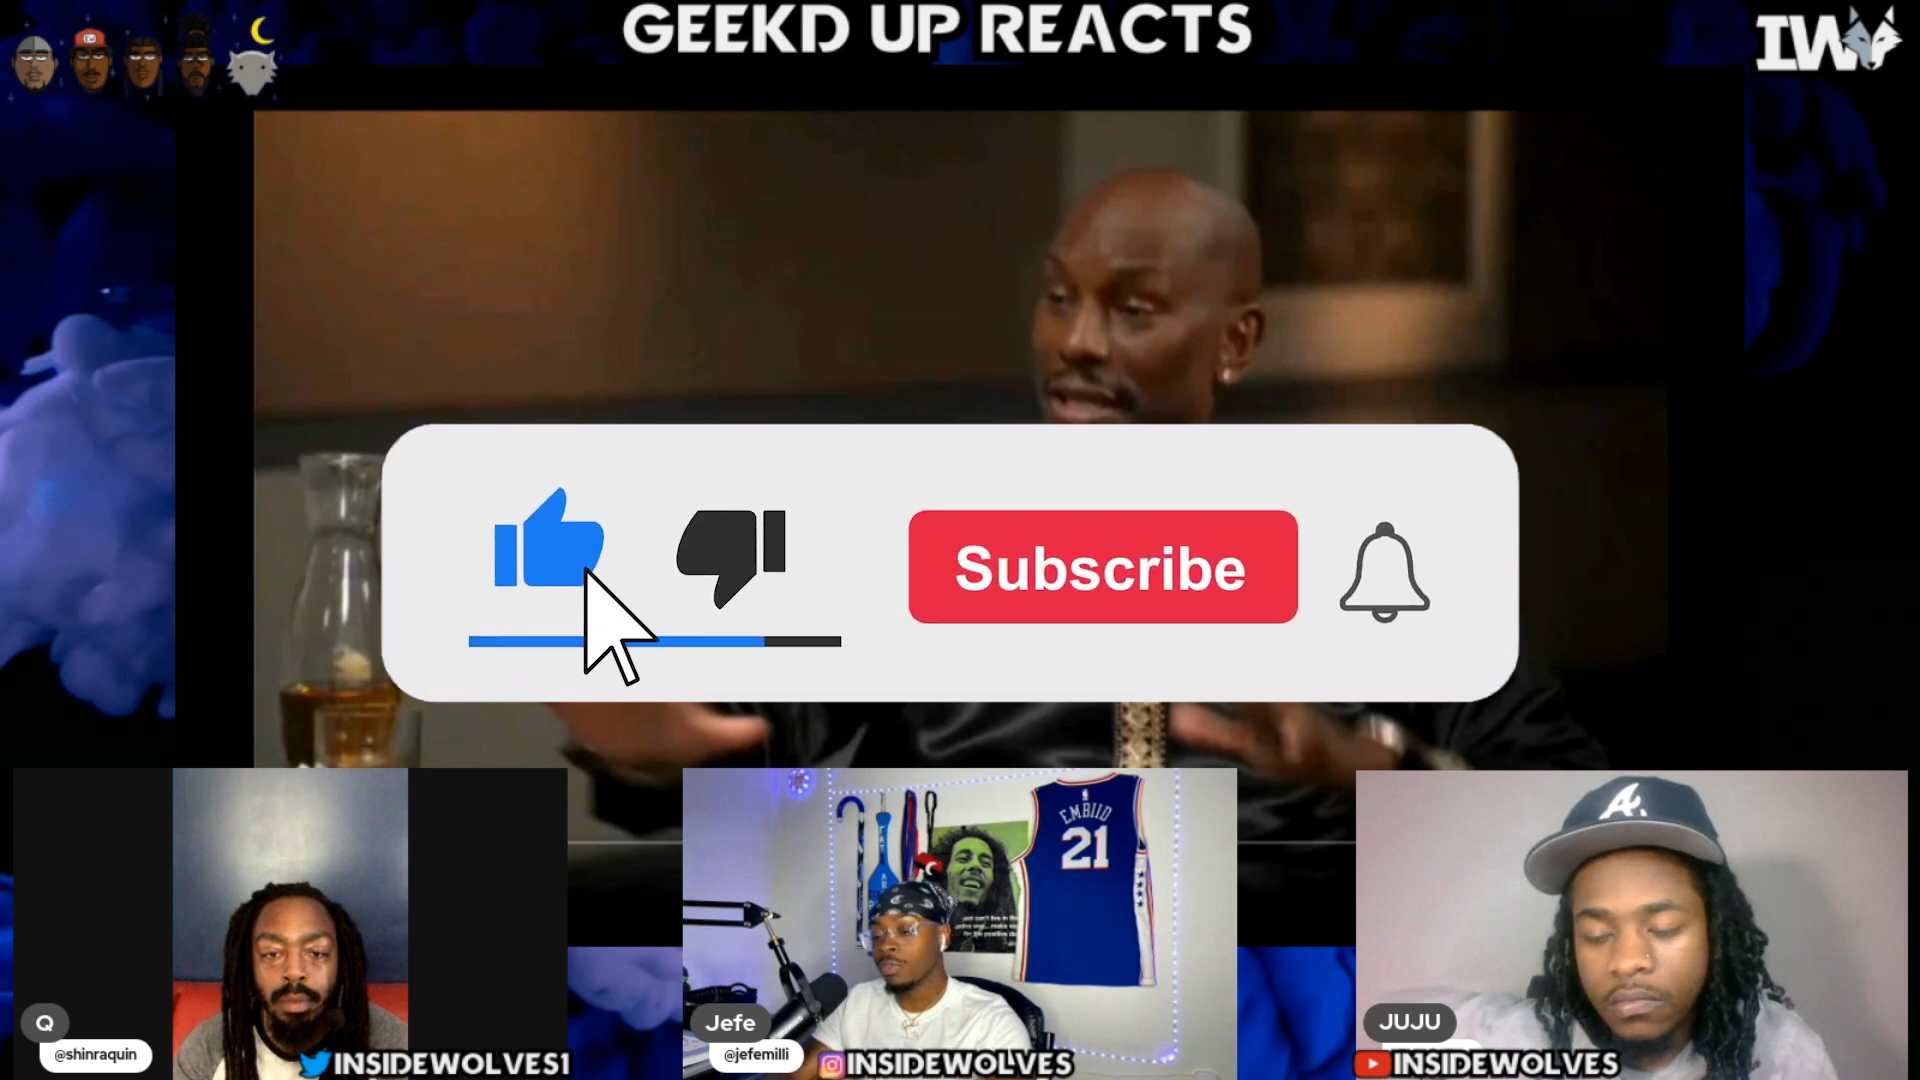 GEEKD UP REACTS
IW
Subscribe
EMBIID
21
Q
@shinraquin
INSIDEWOLVES1
Jefe
@jefemilli
INSIDEWOLVES
JUJU
INSIDEWOLVES